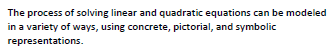 The process of solving linear and quadratic equations can be modeled
in a variety of ways, using concrete, pictorial, and symbolic
representations.